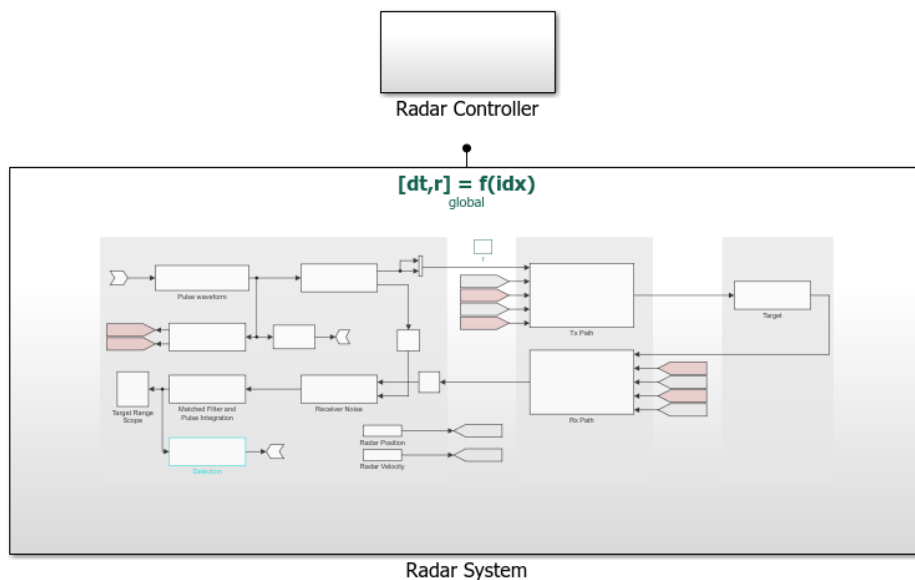 Radar Controller
[dt,r] = f(idx)
global
f
Pulse waveform
Tx Path
Target
Target Range
Scope
Matched Filter and
Pulse Integration
Receiver Noise
Rx Path
Radar Position
Radar Velocity
Detection
Radar System